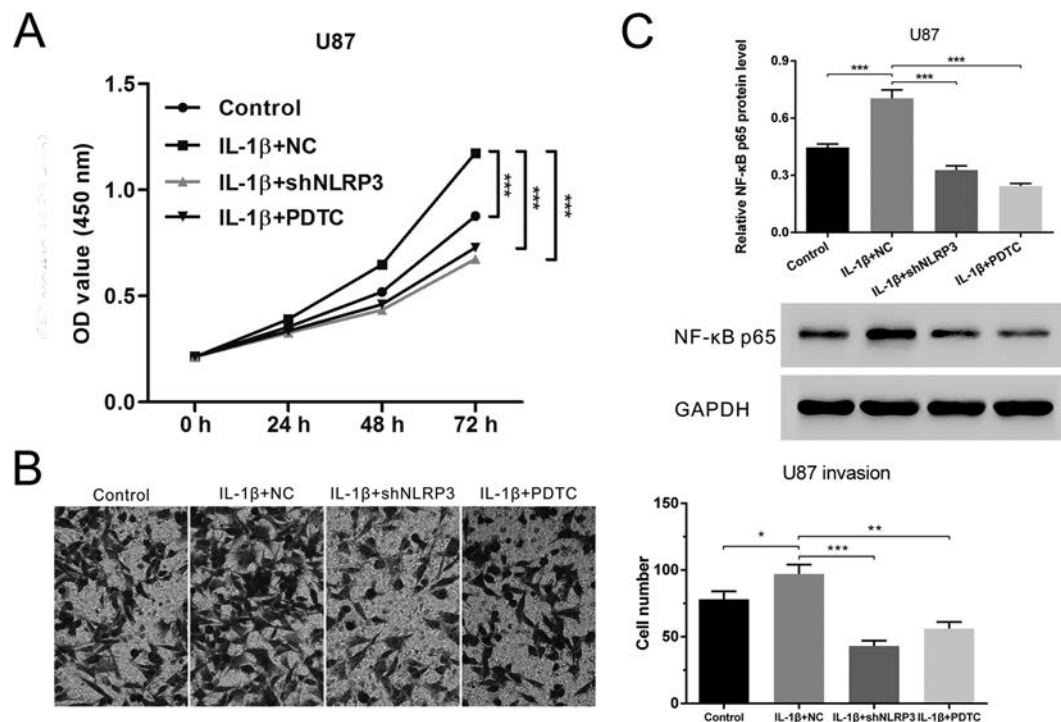 A
U87
OD value (450 nm)
1.5
1.0
0.5
0.0
Control
IL-1β+NC
IL-1β+shNLRP3
IL-1β+PDTC
***
***
***
0 h 24 h 48 h 72 h
C
U87
Relative NF-κB p65 protein level
0.9
0.6
0.3
0.0
***
***
***
Control IL-1β+NC IL-1β+shNLRP3 IL-1β+PDTC
NF-κB p65
GAPDH
B
Control IL-1β+NC IL-1β+shNLRP3 IL-1β+PDTC
U87 invasion
Cell number
150
100
50
0
*
**
***
Control IL-1β+NC IL-1β+shNLRP3 IL-1β+PDTC